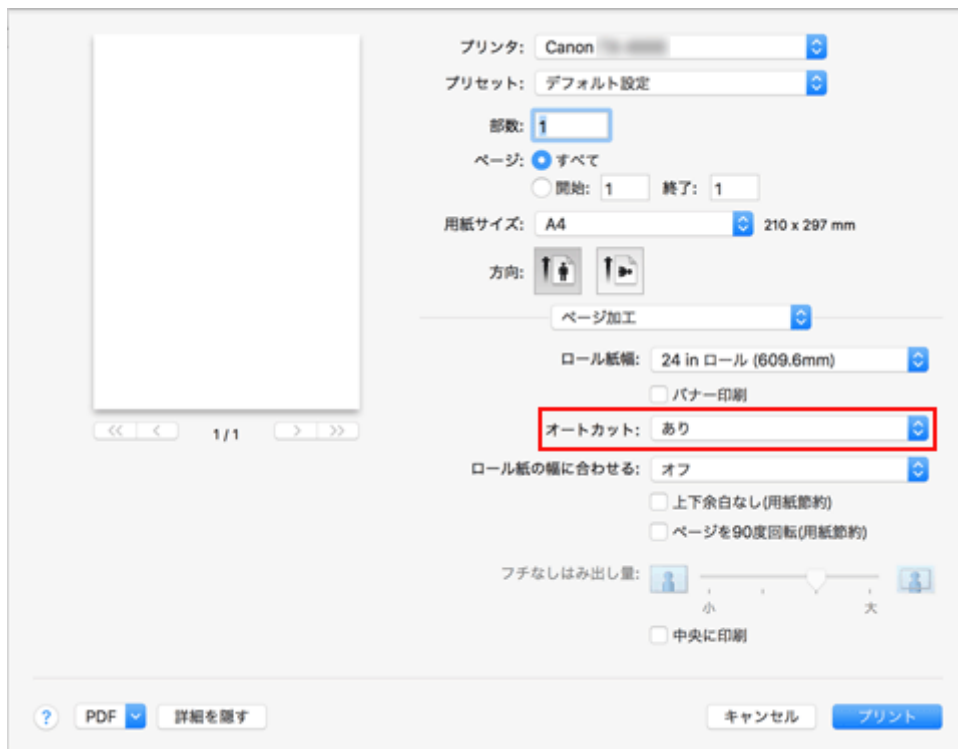 プリンタ: Canon
プリセット: デフォルト設定
部数: 1
ページ: すべて
開始: 1 終了: 1
用紙サイズ: A4 210 x 297 mm
方向:
ページ加工
ロール紙幅: 24 in ロール (609.6mm)
バナー印刷
オートカット: あり
1 / 1
ロール紙の幅に合わせる: オフ
上下余白なし(用紙節約)
ページを90度回転(用紙節約)
フチなしはみ出し量:
小 大
中央に印刷
? PDF 詳細を隠す キャンセル プリント